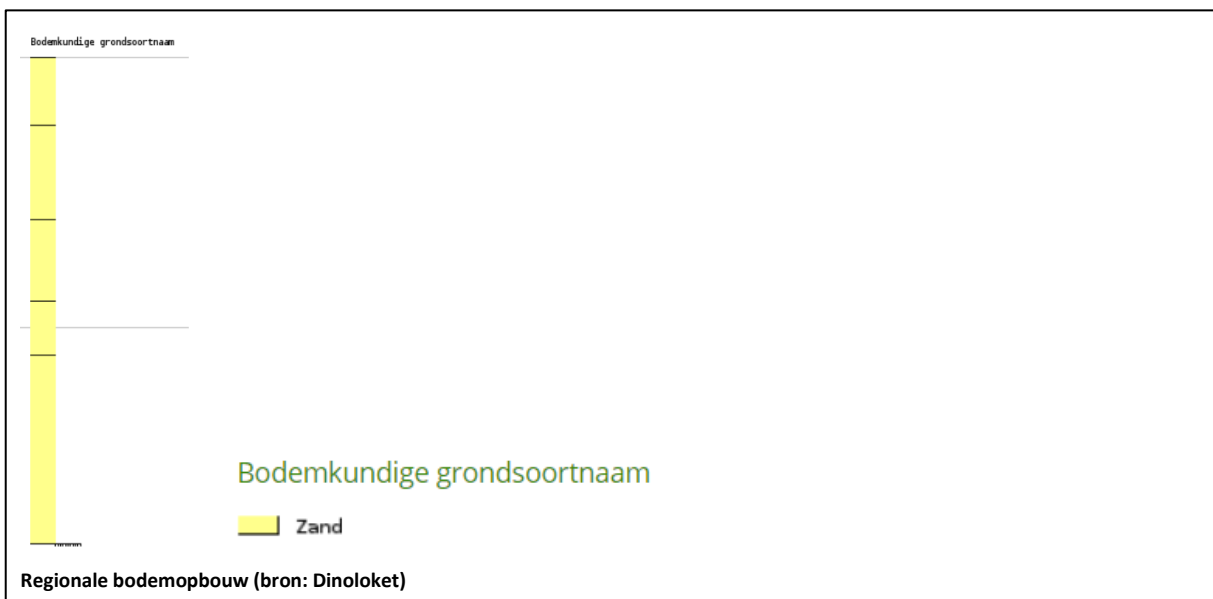 Bodemkundige grondsoortnaam
Bodemkundige grondsoortnaam
Zand
Regionale bodemopbouw (bron: Dinoloket)